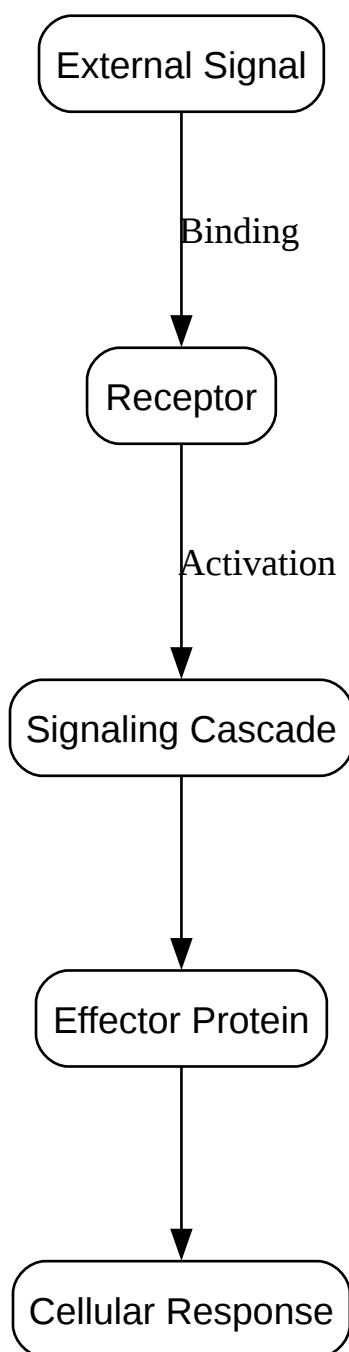 External Signal
Binding
Receptor
Activation
Signaling Cascade
Effector Protein
Cellular Response